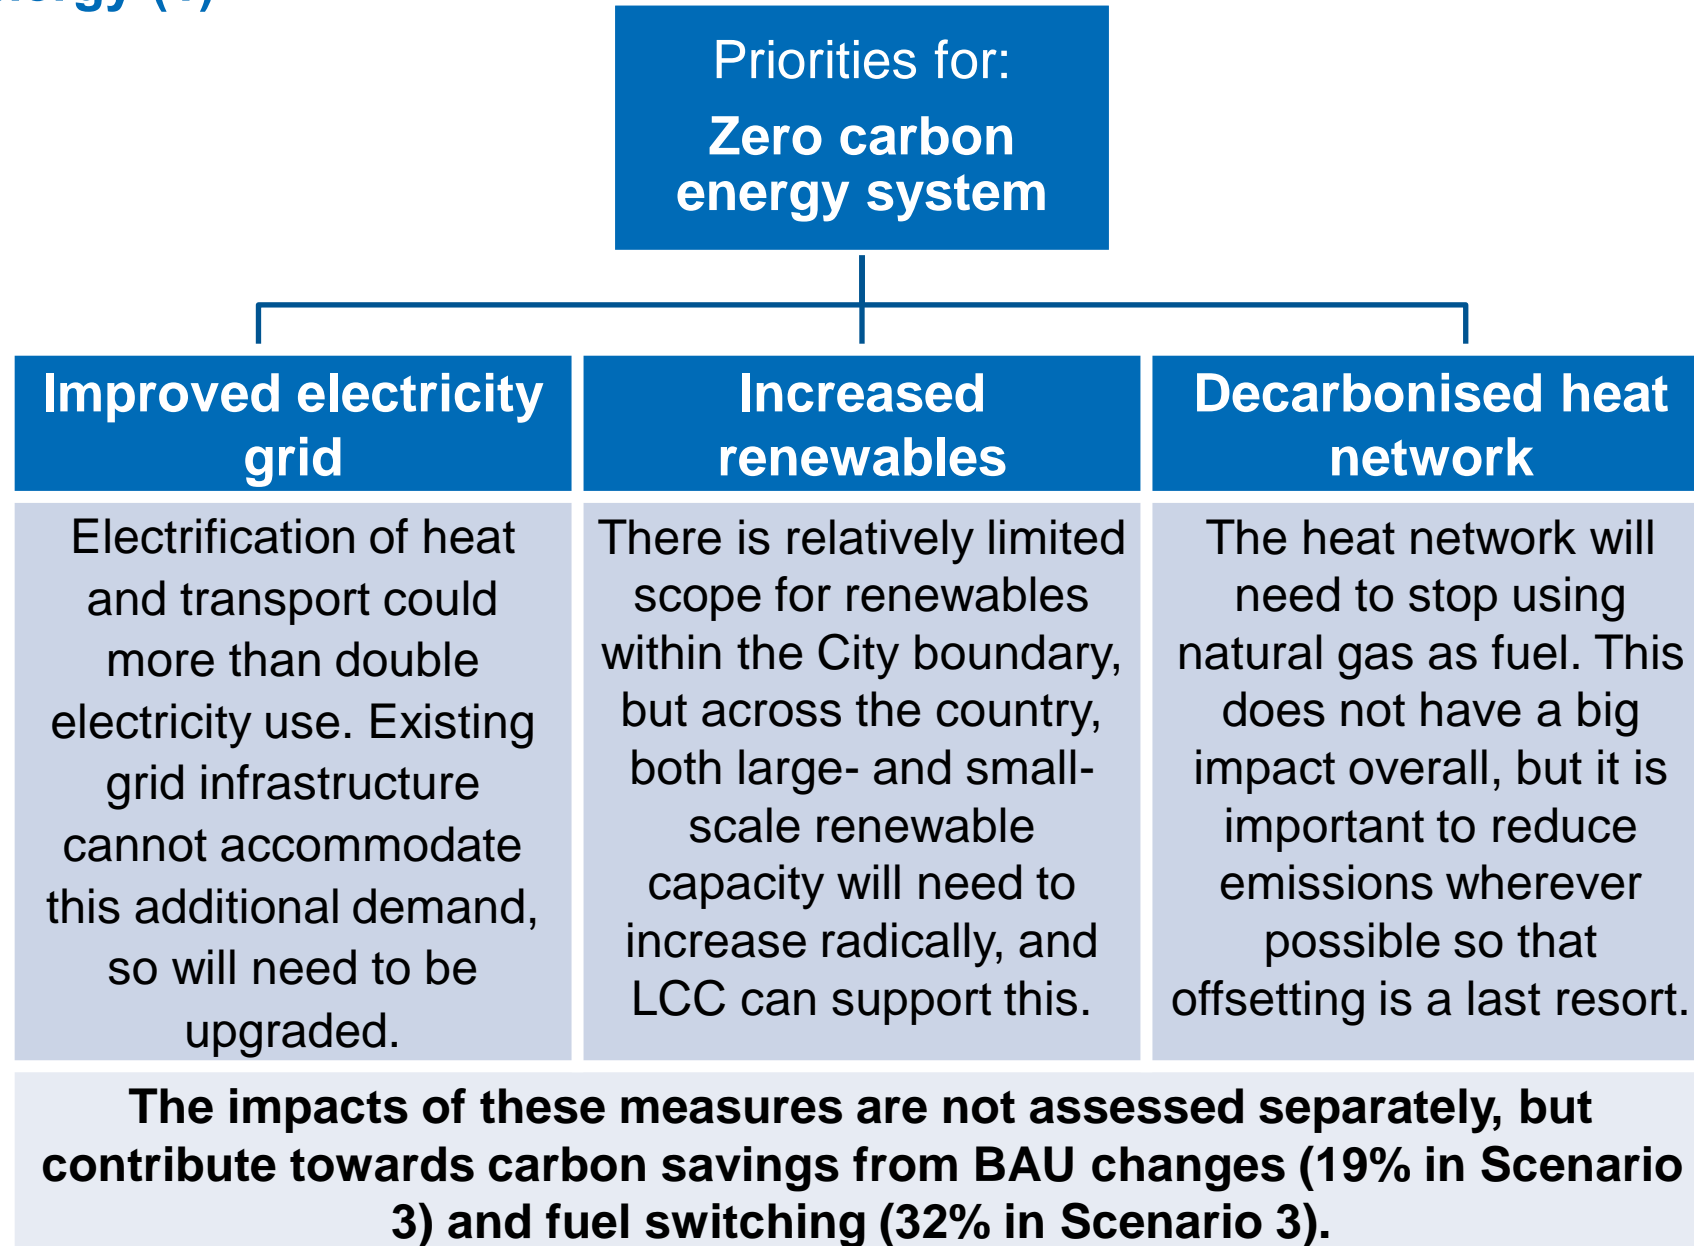 Priorities for:
Zero carbon
energy system
Improved electricity
grid
Electrification of heat
and transport could
more than double
electricity use. Existing
grid infrastructure
cannot accommodate
this additional demand,
so will need to be
upgraded.
Increased
renewables
There is relatively limited
scope for renewables
within the City boundary,
but across the country,
both large- and small-
scale renewable
capacity will need to
increase radically, and
LCC can support this.
Decarbonised heat
network
The heat network will
need to stop using
natural gas as fuel. This
does not have a big
impact overall, but it is
important to reduce
emissions wherever
possible so that
offsetting is a last resort.
The impacts of these measures are not assessed separately, but
contribute towards carbon savings from BAU changes (19% in Scenario
3) and fuel switching (32% in Scenario 3).